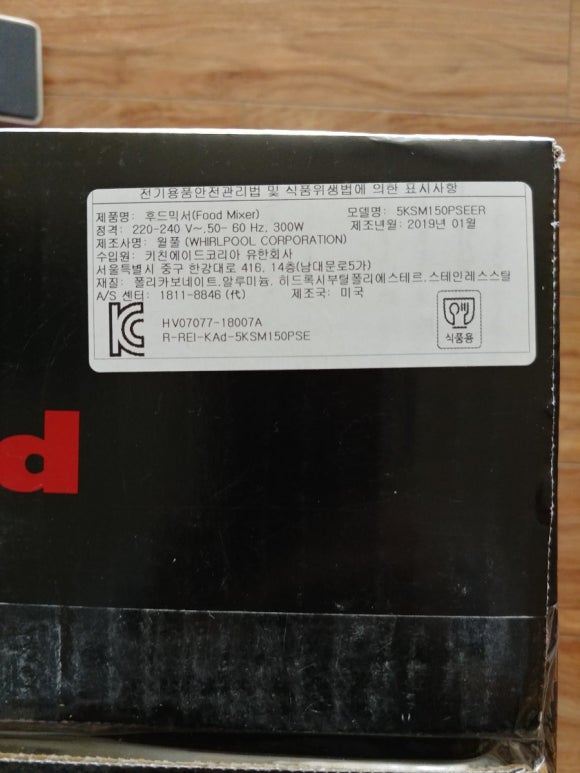 전기용품안전관리법 및 식품위생법에 의한 표시사항
제품명: 후드믹서(Food Mixer) 모델명: 5KSM150PSEER
정격: 220-240 V~.50- 60 Hz, 300W 제조년월: 2019년 01월
제조사명: 월풀 (WHIRLPOOL CORPORATION)
수입원: 키친에이드코리아 유한회사
서울특별시 중구 한강대로 416. 14층(남대문로5가)
재질: 폴리카보네이트.알루미늄. 히드록시부틸폴리에스테르.스테인레스스틸
A/S 센터: 1811-8846 (代) 제조국: 미국
HV07077-18007A
R-REI-KAd-5KSM150PSE
식품용
d